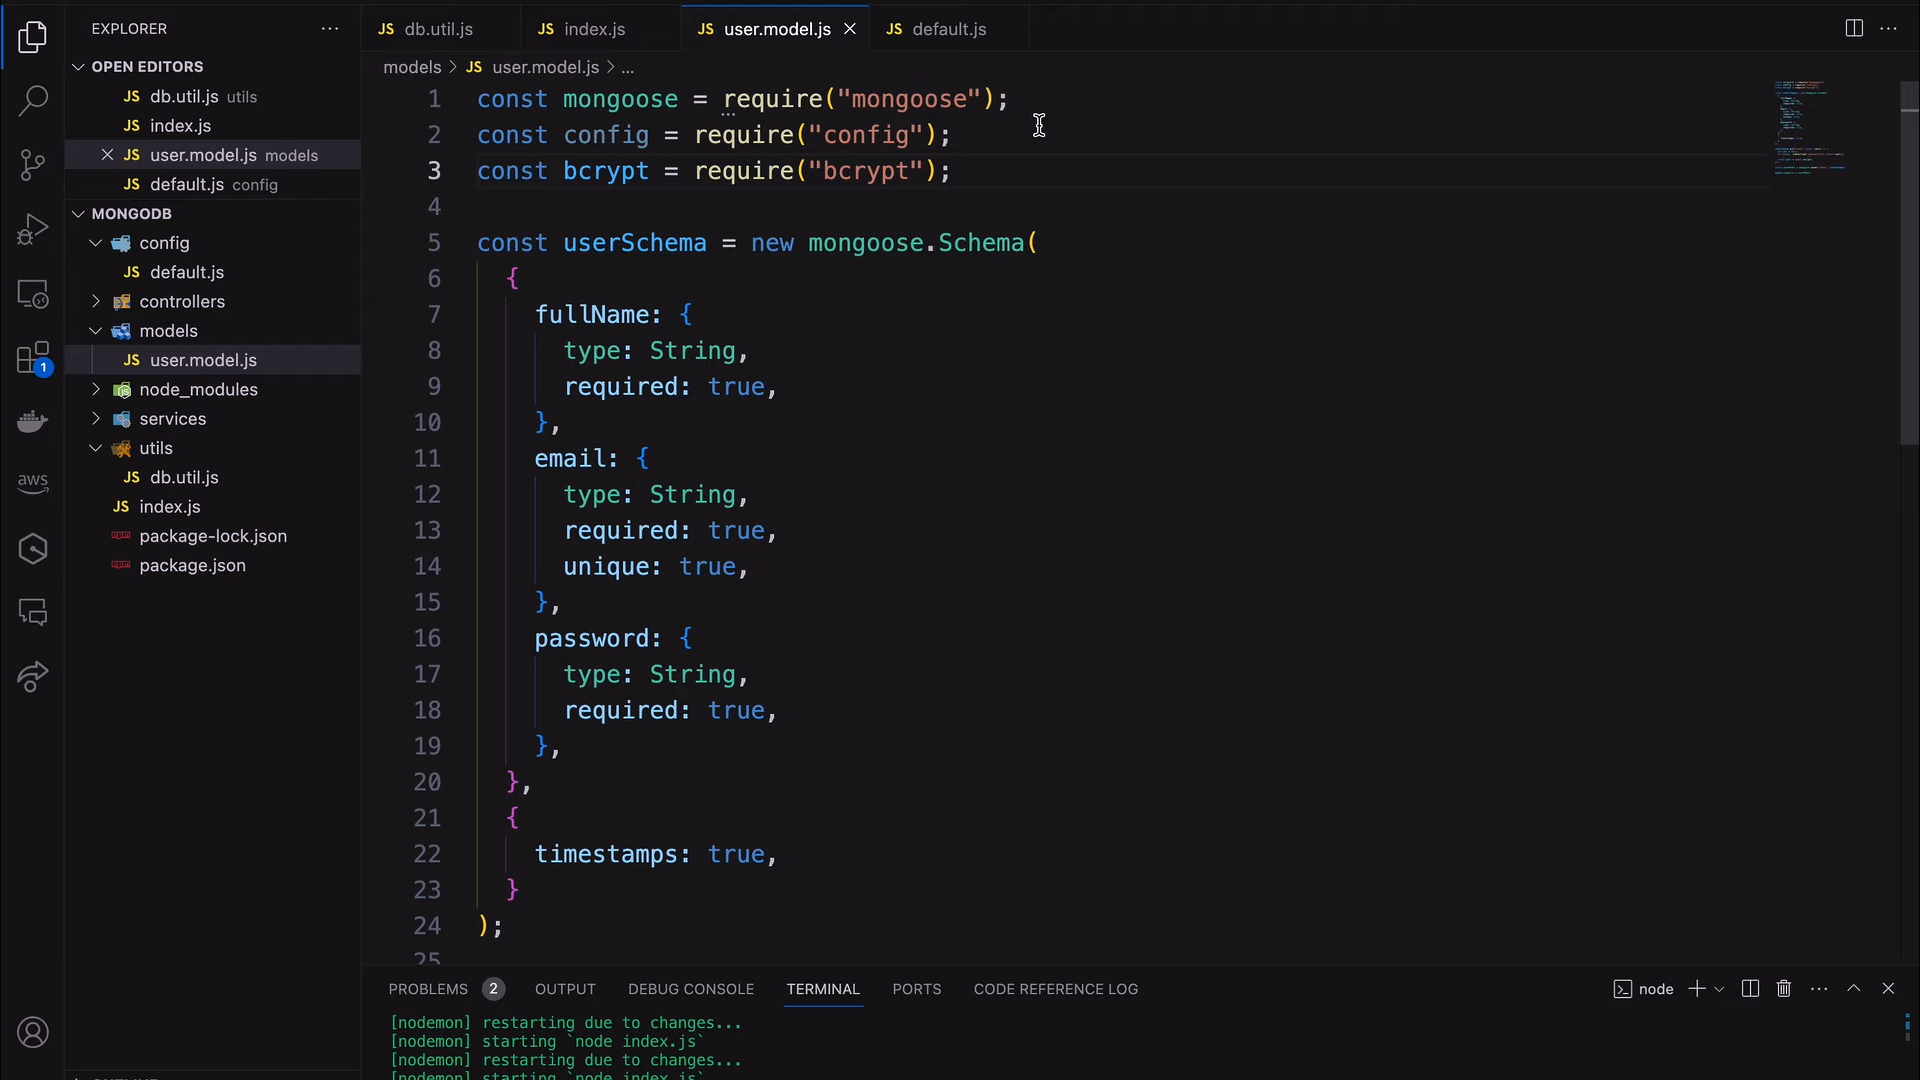 EXPLORER
OPEN EDITORS
JS db.util.js utils
JS index.js
JS user.model.js models
JS default.js config
MONGODB
config
JS default.js
controllers
models
JS user.model.js
node_modules
services
utils
JS db.util.js
JS index.js
package-lock.json
package.json
1
aws
JS db.util.js
JS index.js
JS user.model.js
JS default.js
models > JS user.model.js > ...
1 const mongoose = require("mongoose");
2 const config = require("config");
3 const bcrypt = require("bcrypt");
4
5 const userSchema = new mongoose.Schema(
6 {
7 fullName: {
8 type: String,
9 required: true,
10 },
11 email: {
12 type: String,
13 required: true,
14 unique: true,
15 },
16 password: {
17 type: String,
18 required: true,
19 },
20 },
21 {
22 timestamps: true,
23 }
24 );
25
PROBLEMS 2 OUTPUT DEBUG CONSOLE TERMINAL PORTS CODE REFERENCE LOG
node
[nodemon] restarting due to changes...
[nodemon] starting `node index.js`
[nodemon] restarting due to changes...
[nodemon] starting `node index.js`